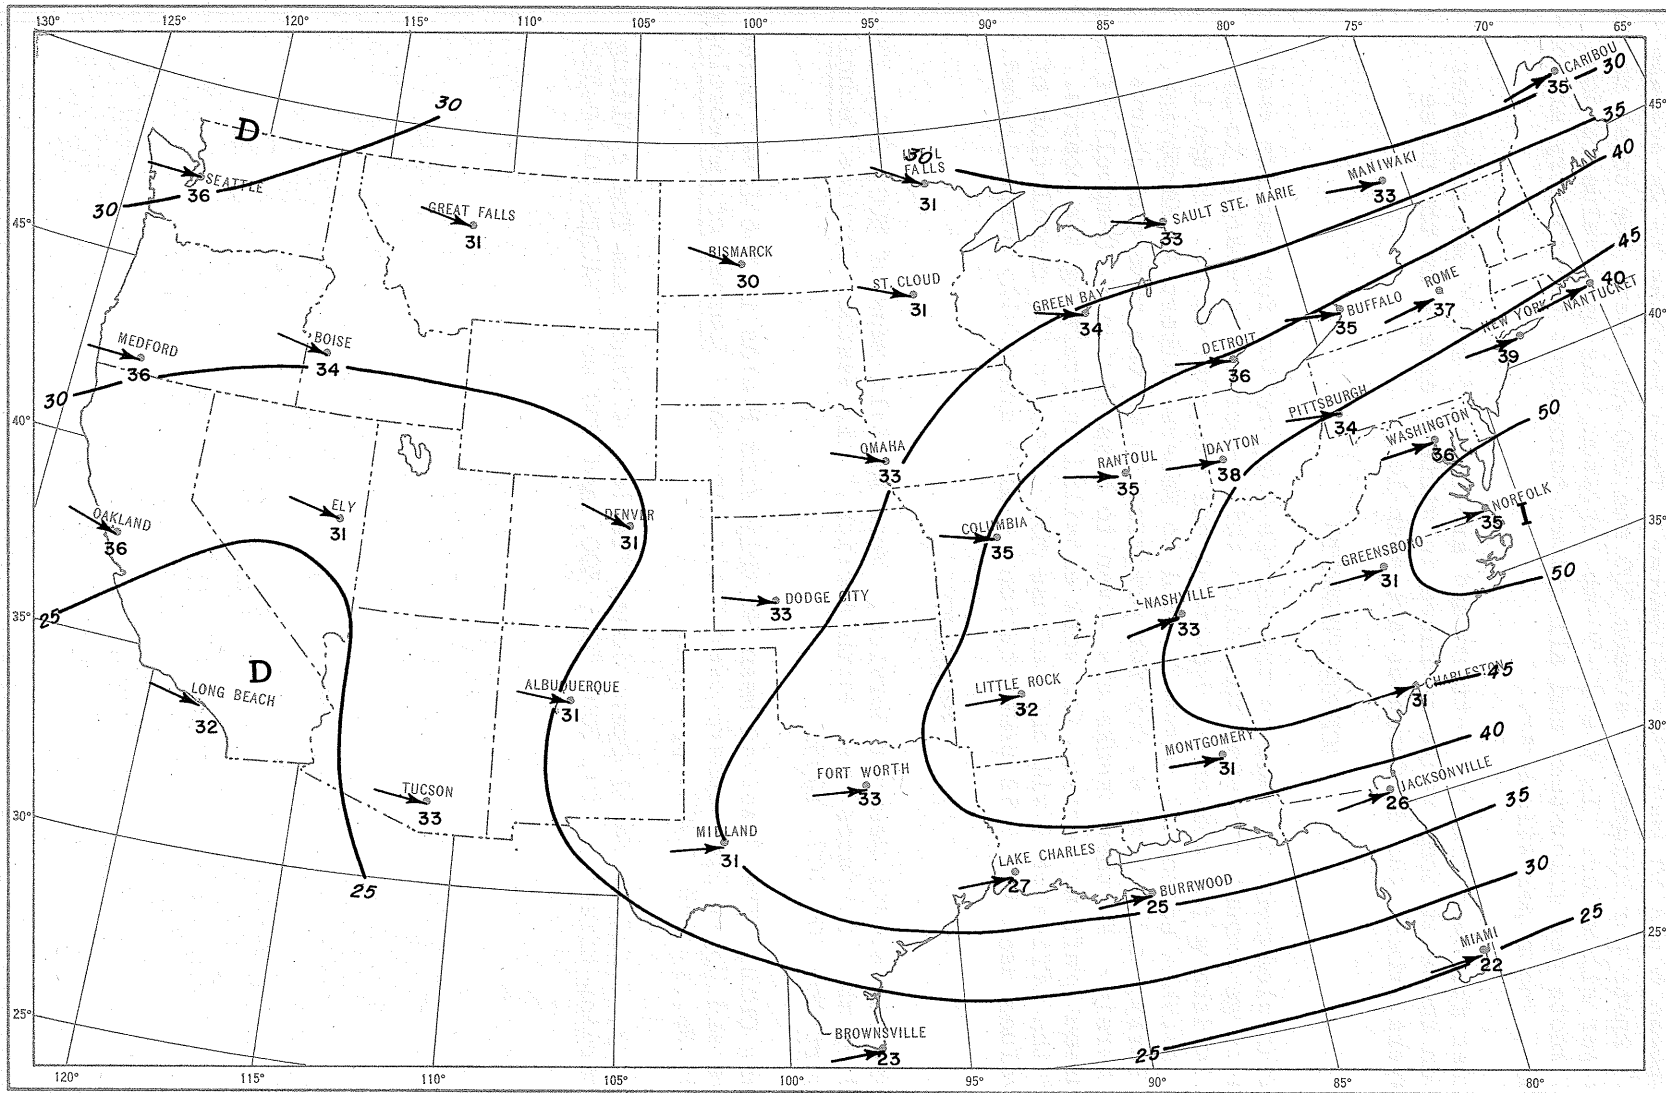 130° 125° 120° 115° 110° 105° 100° 95° 90° 85° 80° 75° 70° 65°
CARIBOU
35
30
45°
35
40
30
D
30
FALLS
31
MANIWAKI
33
SEATTLE
36
30
GREAT FALLS
31
SAULT STE. MARIE
33
45°
BISMARCK
30
ST. CLOUD
31
45
ROME
37
40
NANTUCKET
GREEN BAY
34
BUFFALO
35
NEW YORK
39
40°
MEDFORD
36
BOISE
34
DETROIT
36
30
40°
PITTSBURGH
34
50
WASHINGTON
36
OMAHA
33
RANTOUL
35
DAYTON
38
OAKLAND
36
ELY
31
DENVER
31
COLUMBIA
35
NORFOLK
35
I
35°
GREENSBORO
31
50
35°
25
DODGE CITY
33
NASHVILLE
33
D
LONG BEACH
32
ALBUQUERQUE
31
LITTLE ROCK
32
CHARLESTON
31
45
30°
MONTGOMERY
31
40
TUCSON
33
FORT WORTH
33
JACKSONVILLE
26
35
30°
MIDLAND
31
LAKE CHARLES
27
BURRWOOD
25
30
25
25
MIAMI
22
25°
25°
BROWNSVILLE
23
25
120° 115° 110° 105° 100° 95° 90° 85° 80°